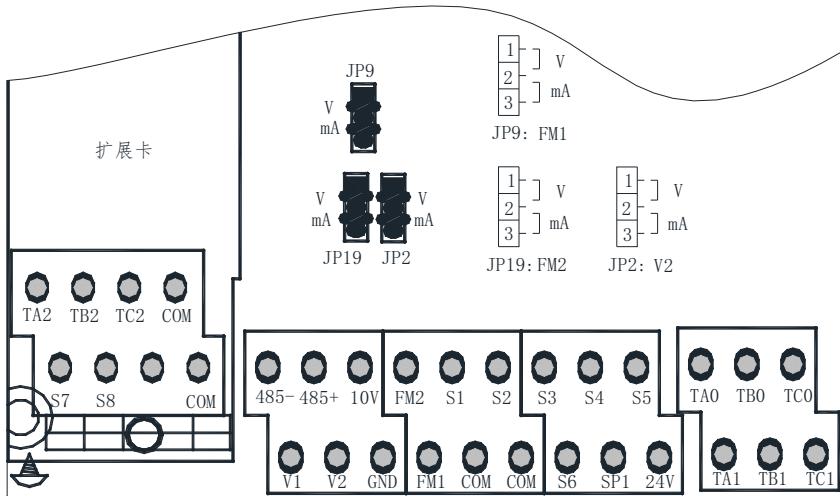 JP9
V
mA
1
2
3
V
mA
JP9: FM1
扩展卡
V
mA
V
mA
JP19 JP2
1
2
3
V
mA
JP19:FM2
1
2
3
V
mA
JP2: V2
TA2 TB2 TC2 COM
S7 S8 COM
485- 485+ 10V FM2 S1 S2 S3 S4 S5
V1 V2 GND FM1 COM COM S6 SP1 24V
TA0 TB0 TC0
TA1 TB1 TC1